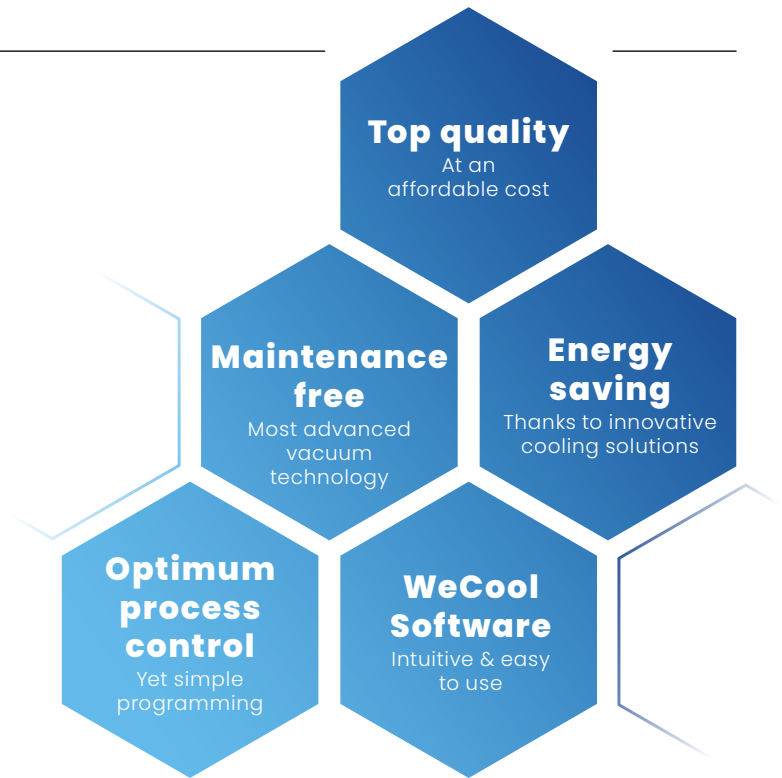 Top quality
At an
affordable cost
Maintenance
free
Most advanced
vacuum
technology
Energy
saving
Thanks to innovative
cooling solutions
Optimum
process
control
Yet simple
programming
WeCool
Software
Intuitive & easy
to use